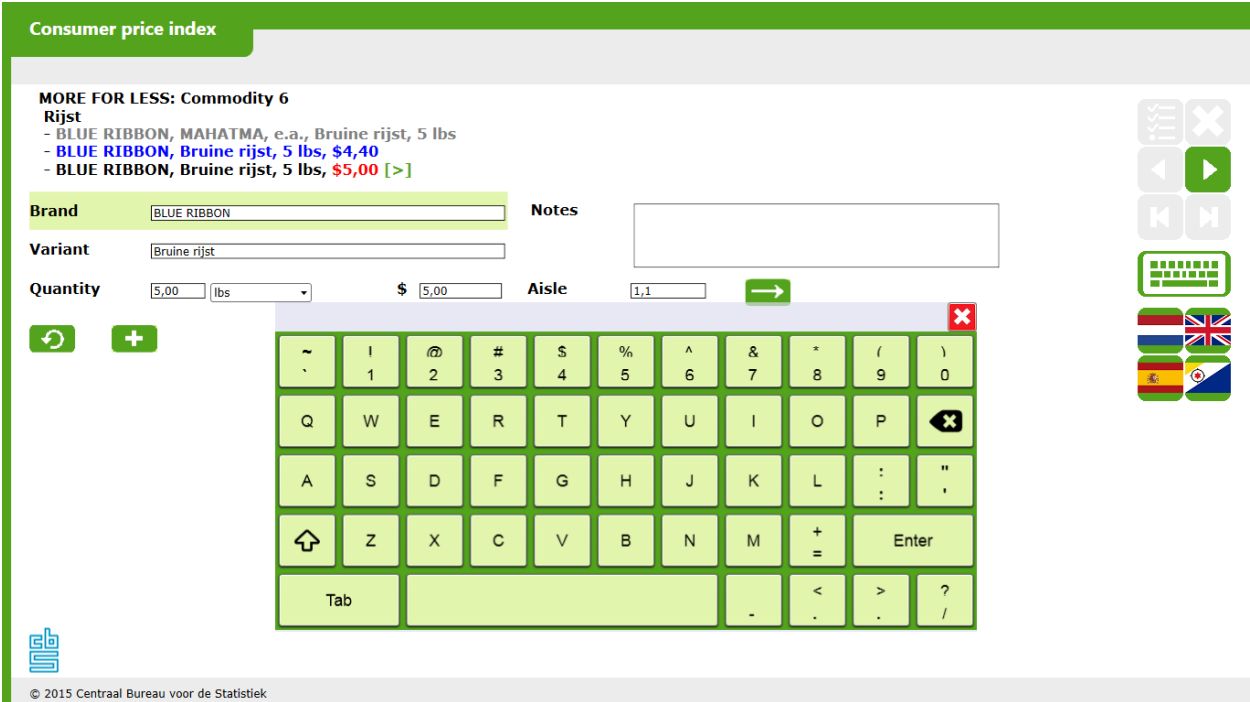 Consumer price index
MORE FOR LESS: Commodity 6
Rijst
- BLUE RIBBON, MAHATMA, e.a., Bruine rijst, 5 lbs
- BLUE RIBBON, Bruine rijst, 5 lbs, $4,40
- BLUE RIBBON, Bruine rijst, 5 lbs, $5,00 [>]
Brand BLUE RIBBON Notes
Variant Bruine rijst
Quantity 5,00 lbs $ 5,00 Aisle 1,1
~ ! @ # $ % ^ & * ( )
` 1 2 3 4 5 6 7 8 9 0
Q W E R T Y U I O P
A S D F G H J K L : "
: '
Z X C V B N M + Enter
=
Tab - < > ?
. . /
cbs
© 2015 Centraal Bureau voor de Statistiek